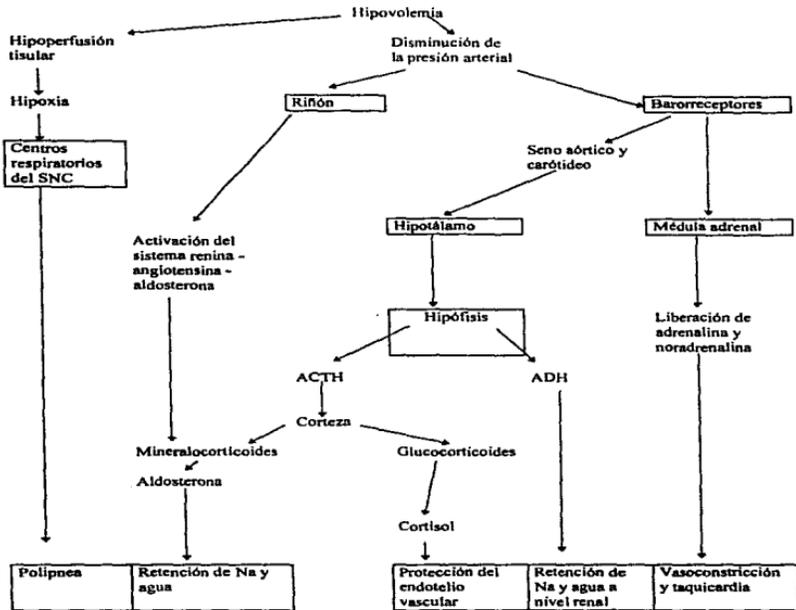 Hipovolemia
Hipoperfusión
tisular
Disminución de
la presión arterial
Hipoxia
Riñón
Barorreceptores
Centros
respiratorios
del SNC
Seno aórtico y
carótideo
Hipotálamo
Médula adrenal
Activación del
sistema renina -
angiotensina -
aldosterona
Hipófisis
Liberación de
adrenalina y
noradrenalina
ACTH
ADH
Corteza
Mineralocorticoides
Glucocorticoides
Aldosterona
Cortisol
Polipnea
Retención de Na y
agua
Protección del
endotelio
vascular
Retención de
Na y agua a
nivel renal
Vasoconstricción
y taquicardia